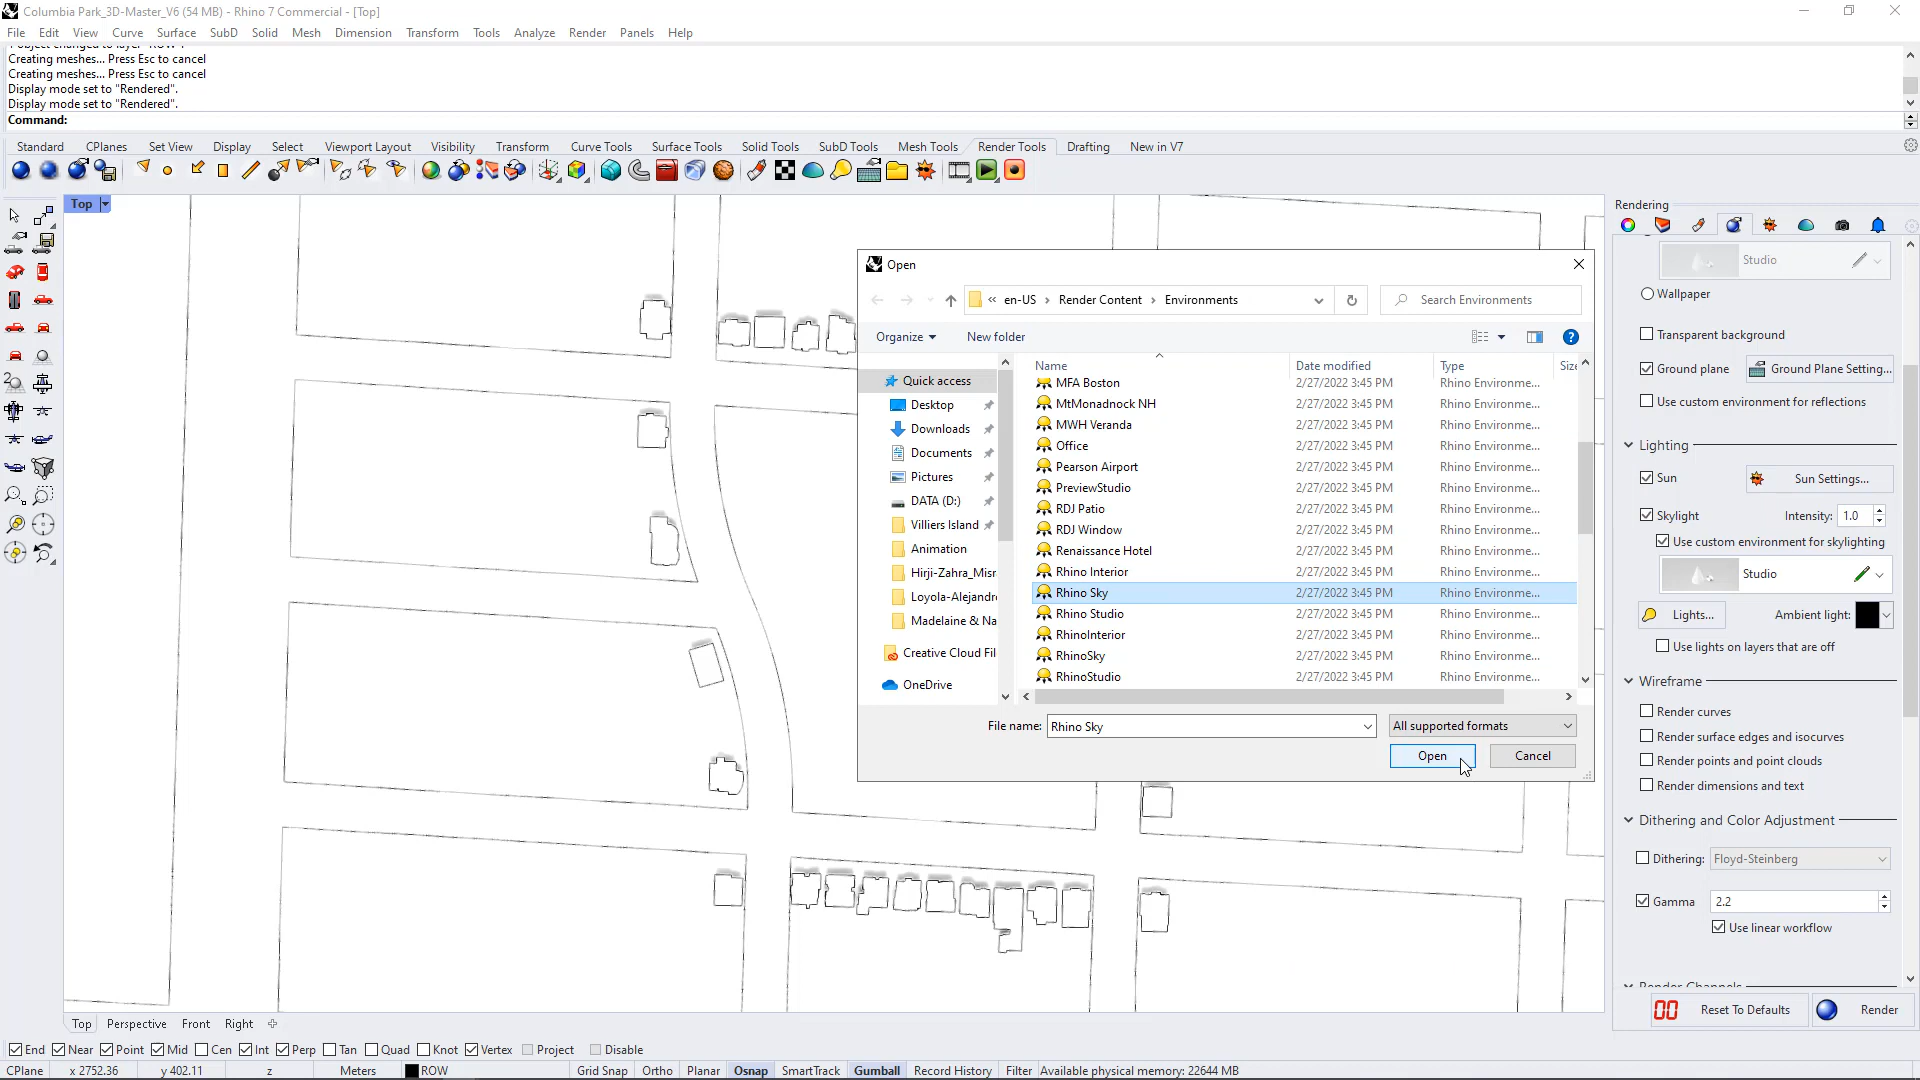 Columbia Park_3D-Master_V6 (54 MB) - Rhino 7 Commercial - [Top]
File Edit View Curve Surface SubD Solid Mesh Dimension Transform Tools Analyze Render Panels Help
1 object changed to layer "ROW".
Creating meshes... Press Esc to cancel
Creating meshes... Press Esc to cancel
Display mode set to "Rendered".
Display mode set to "Rendered".
Command:
Standard CPlanes Set View Display Select Viewport Layout Visibility Transform Curve Tools Surface Tools Solid Tools SubD Tools Mesh Tools Render Tools Drafting New in V7
Top
Rendering
Studio
Wallpaper
Transparent background
Ground plane Ground Plane Setting...
Use custom environment for reflections
Lighting
Sun Sun Settings...
Skylight Intensity: 1.0
Use custom environment for skylighting
Studio
Lights... Ambient light:
Use lights on layers that are off
Wireframe
Render curves
Render surface edges and isocurves
Render points and point clouds
Render dimensions and text
Dithering and Color Adjustment
Dithering: Floyd-Steinberg
Gamma 2.2
Use linear workflow
Render Channels
Reset To Defaults Render
Open
« en-US › Render Content › Environments
Search Environments
Organize New folder
Quick access
Desktop
Downloads
Documents
Pictures
DATA (D:)
Villiers Island
Animation
Hirji-Zahra_Misr
Loyola-Alejandr
Madelaine & Na
Creative Cloud Fil
OneDrive
Name Date modified Type Size
MFA Boston 2/27/2022 3:45 PM Rhino Environme...
MtMonadnock NH 2/27/2022 3:45 PM Rhino Environme...
MWH Veranda 2/27/2022 3:45 PM Rhino Environme...
Office 2/27/2022 3:45 PM Rhino Environme...
Pearson Airport 2/27/2022 3:45 PM Rhino Environme...
PreviewStudio 2/27/2022 3:45 PM Rhino Environme...
RDJ Patio 2/27/2022 3:45 PM Rhino Environme...
RDJ Window 2/27/2022 3:45 PM Rhino Environme...
Renaissance Hotel 2/27/2022 3:45 PM Rhino Environme...
Rhino Interior 2/27/2022 3:45 PM Rhino Environme...
Rhino Sky 2/27/2022 3:45 PM Rhino Environme...
Rhino Studio 2/27/2022 3:45 PM Rhino Environme...
RhinoInterior 2/27/2022 3:45 PM Rhino Environme...
RhinoSky 2/27/2022 3:45 PM Rhino Environme...
RhinoStudio 2/27/2022 3:45 PM Rhino Environme...
File name: Rhino Sky All supported formats
Open Cancel
Top Perspective Front Right
End Near Point Mid Cen Int Perp Tan Quad Knot Vertex Project Disable
CPlane x 2752.36 y 402.11 z Meters ROW Grid Snap Ortho Planar Osnap SmartTrack Gumball Record History Filter Available physical memory: 22644 MB